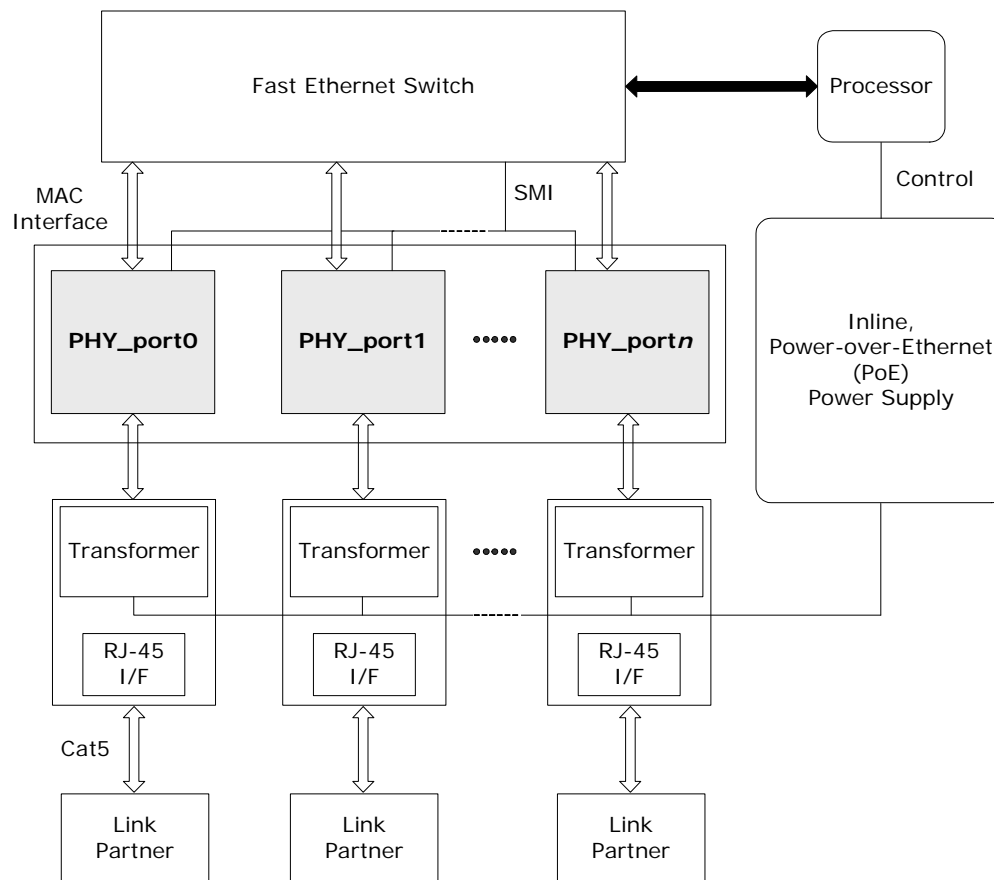 Fast Ethernet Switch
Processor
MAC
Interface
SMI
Control
PHY_port0
PHY_port1
PHY_portn
Inline,
Power-over-Ethernet
(PoE)
Power Supply
Transformer
Transformer
Transformer
RJ-45
I/F
RJ-45
I/F
RJ-45
I/F
Cat5
Link
Partner
Link
Partner
Link
Partner